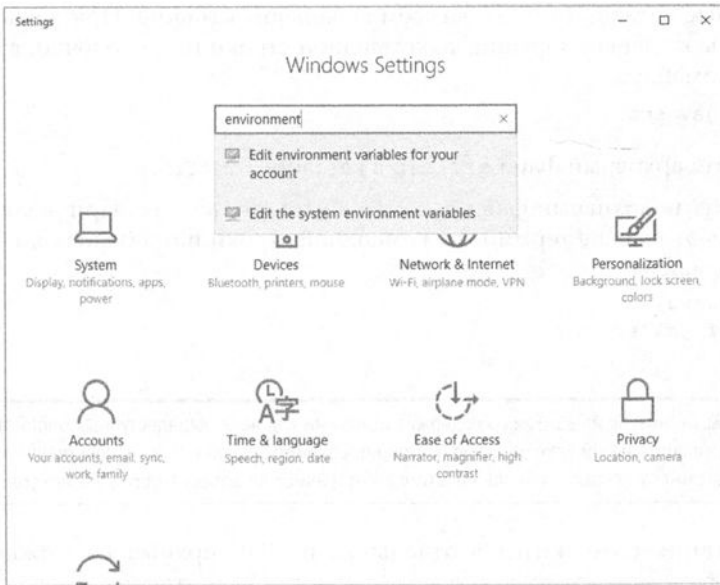 Settings
Windows Settings
environment
Edit environment variables for your
account
Edit the system environment variables
System
Display, notifications, apps,
power
Devices
Bluetooth, printers, mouse
Network & Internet
Wi-Fi, airplane mode, VPN
Personalization
Background, lock screen,
colors
Accounts
Your accounts, email, sync,
work, family
Time & language
Speech, region, date
Ease of Access
Narrator, magnifier, high
contrast
Privacy
Location, camera